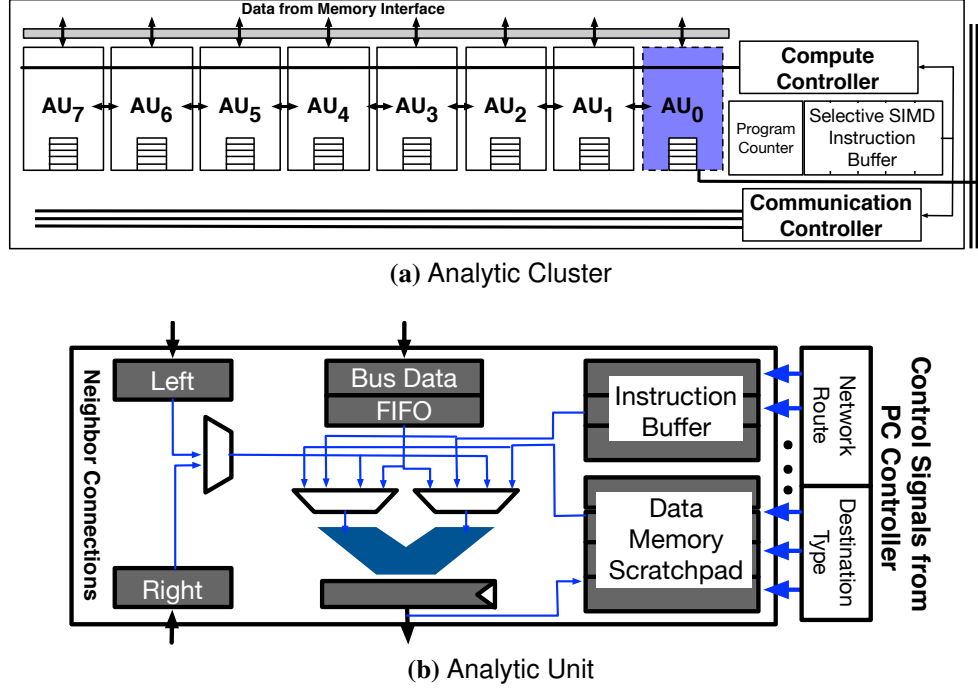 Data from Memory Interface
AU7
AU6
AU5
AU4
AU3
AU2
AU1
AU0
Compute
Controller
Program
Counter
Selective SIMD
Instruction
Buffer
Communication
Controller
(a) Analytic Cluster
Neighbor Connections
Left
Right
Bus Data
FIFO
Instruction
Buffer
Data
Memory
Scratchpad
Network
Route
Destination
Type
Control Signals from
PC Controller
(b) Analytic Unit